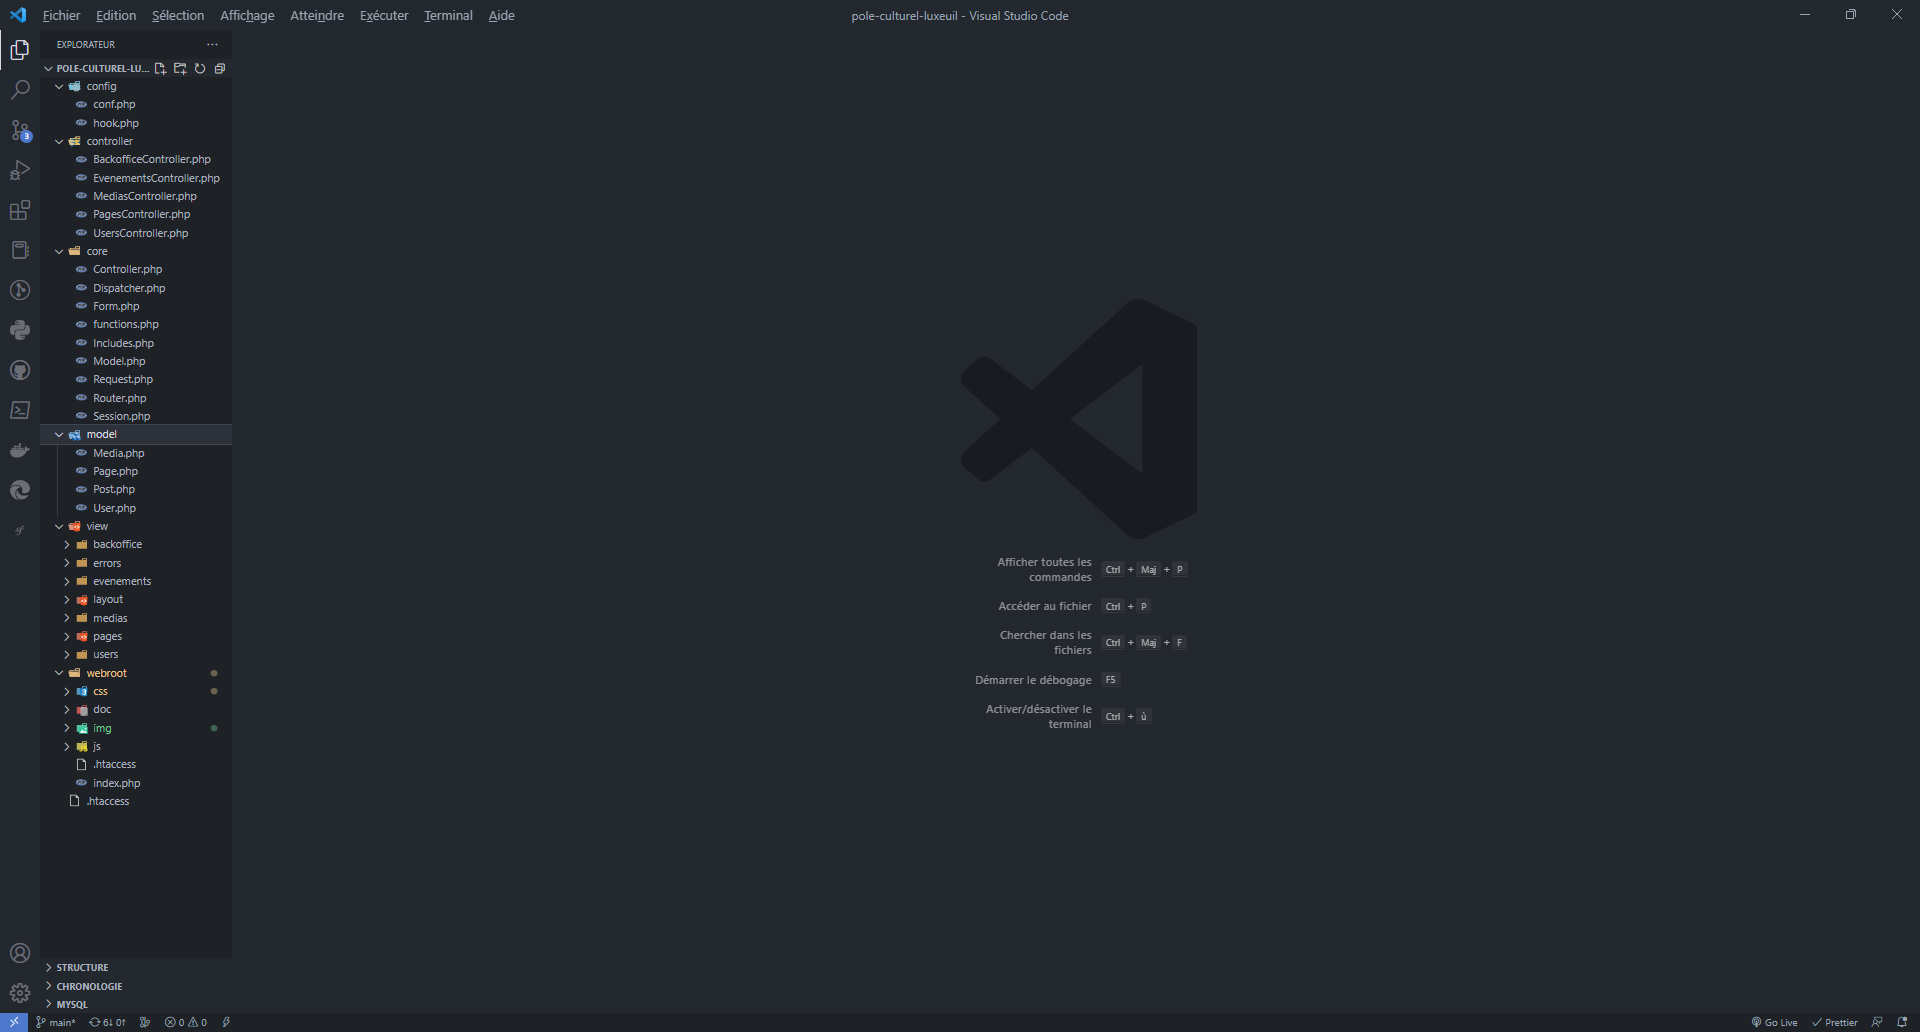 Fichier Edition Sélection Affichage Atteindre Exécuter Terminal Aide
pole-culturel-luxeuil - Visual Studio Code
EXPLORATEUR
POLE-CULTUREL-LU...
config
conf.php
hook.php
controller
BackofficeController.php
EvenementsController.php
MediasController.php
PagesController.php
UsersController.php
core
Controller.php
Dispatcher.php
Form.php
functions.php
Includes.php
Model.php
Request.php
Router.php
Session.php
model
Media.php
Page.php
Post.php
User.php
view
backoffice
errors
evenements
layout
medias
pages
users
webroot
css
doc
img
js
.htaccess
index.php
.htaccess
STRUCTURE
CHRONOLOGIE
MYSQL
3
Afficher toutes les
commandes Ctrl + Maj + P
Accéder au fichier Ctrl + P
Chercher dans les
fichiers Ctrl + Maj + F
Démarrer le débogage F5
Activer/désactiver le
terminal Ctrl + ù
main* 6↓ 0↑ 0 0 Go Live Prettier